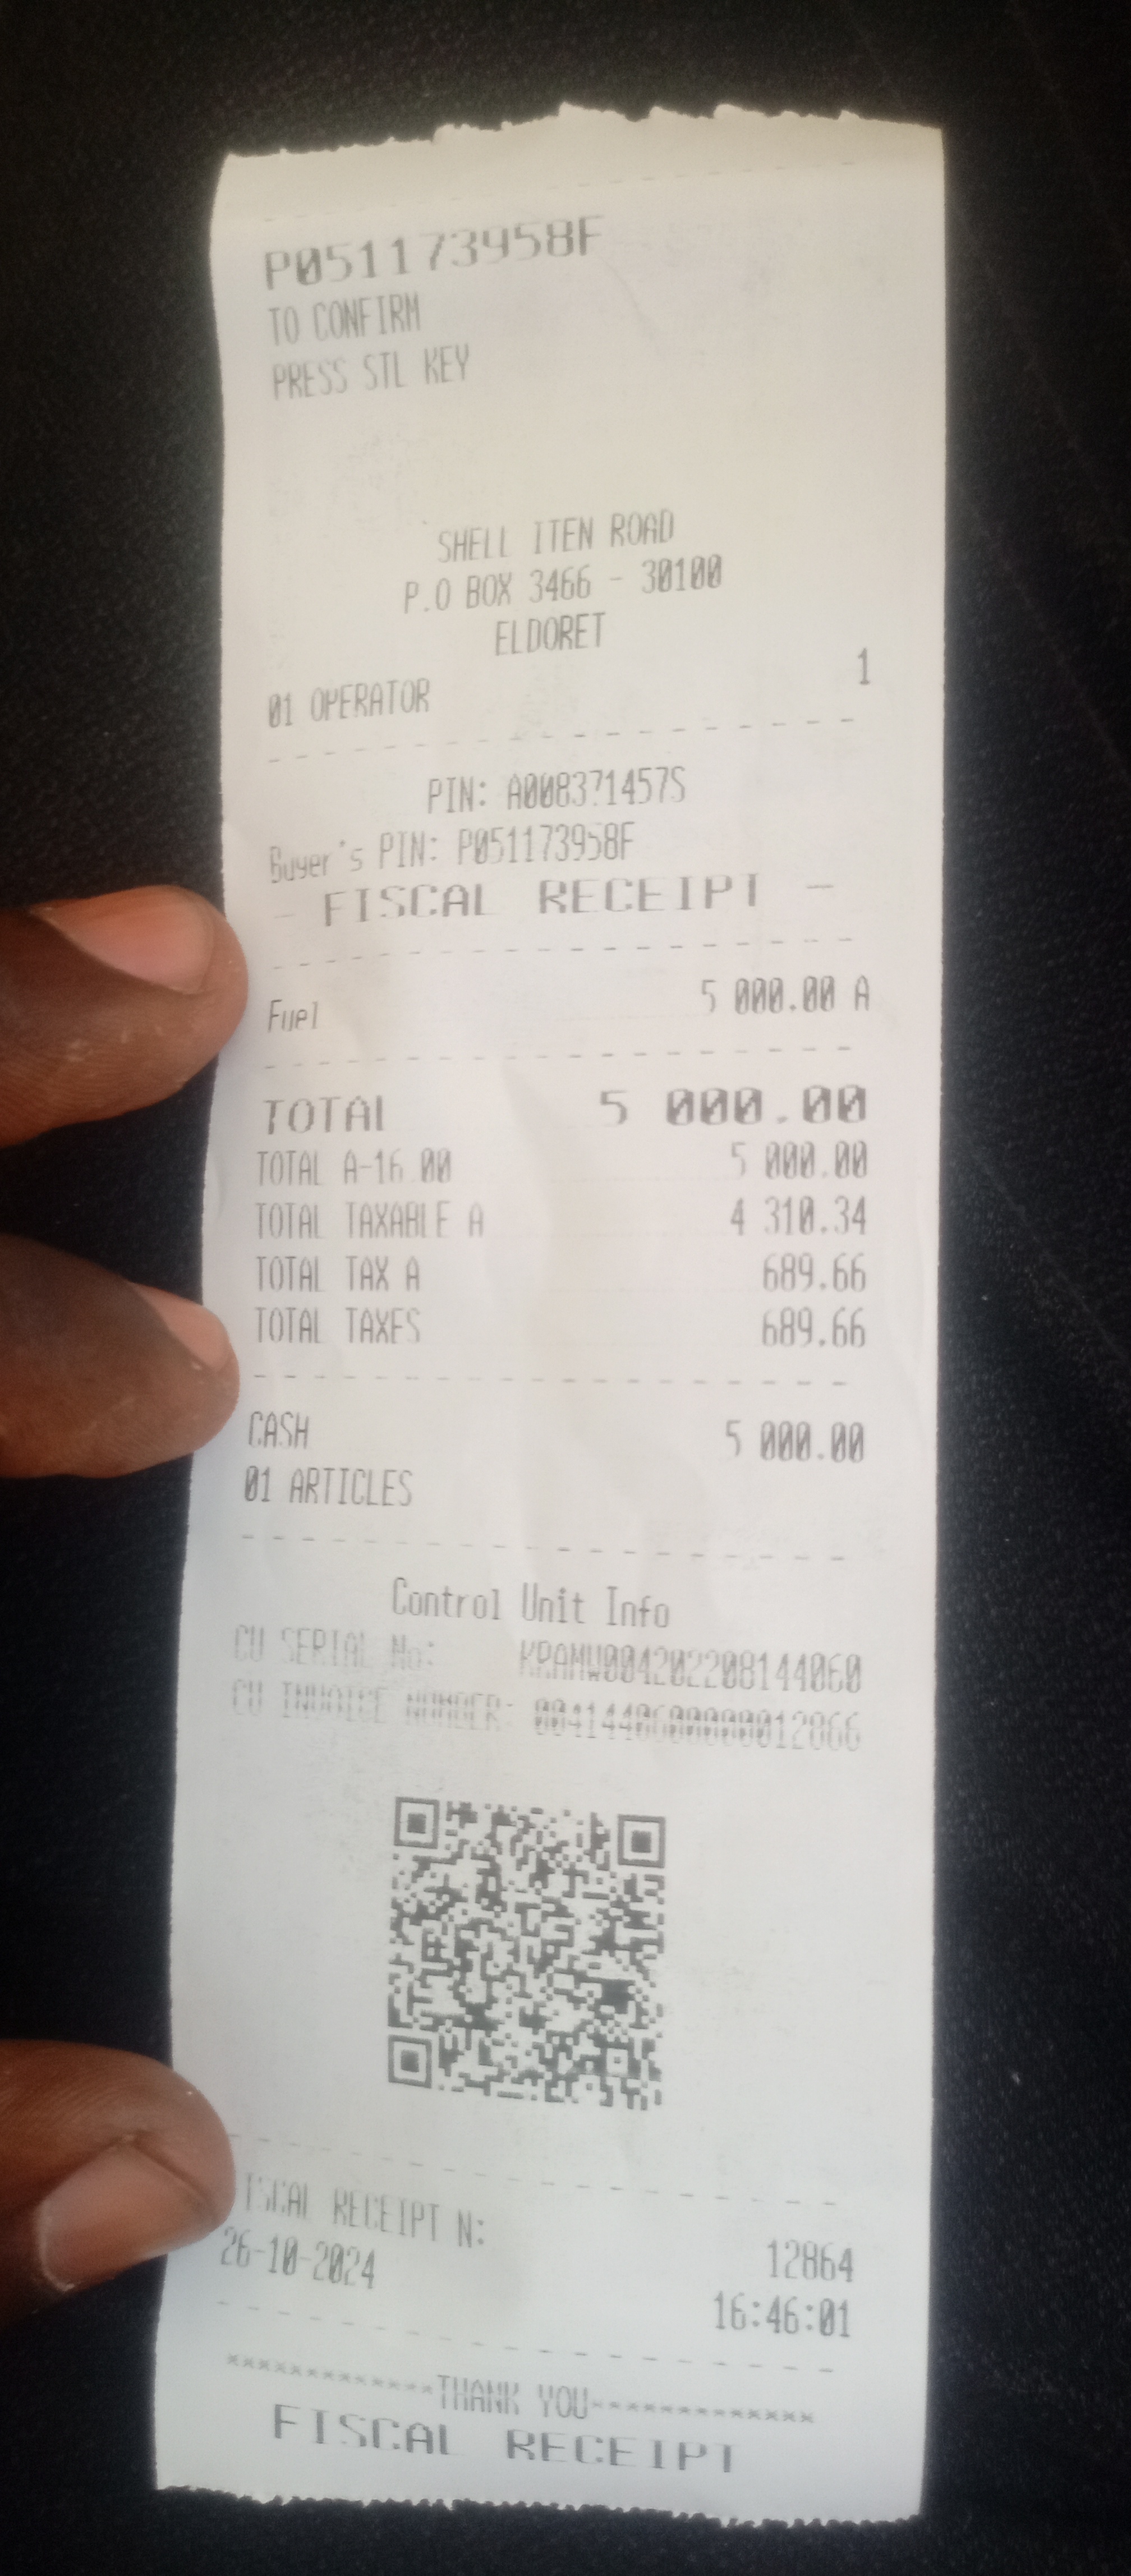 P051173958F
TO CONFIRM
PRESS STL KEY
SHELL ITEN ROAD
P.O BOX 3466 - 30100
ELDORET
01 OPERATOR 1
PIN: A008371457S
Buyer's PIN: P051173958F
- FISCAL RECEIPT -
Fuel 5 000.00 A
TOTAL 5 000.00
TOTAL A-16.00 5 000.00
TOTAL TAXABLE A 4 310.34
TOTAL TAX A 689.66
TOTAL TAXES 689.66
CASH 5 000.00
01 ARTICLES
Control Unit Info
CU SERIAL No: KRAMW004202208144060
CU INVOICE NUMBER: 0041440600000012866
FISCAL RECEIPT N: 12864
26-10-2024 16:46:01
*************THANK YOU*************
FISCAL RECEIPT